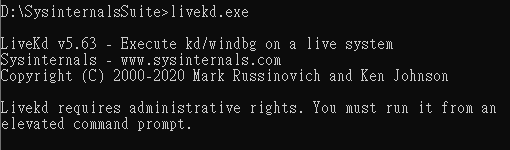 D:\SysinternalsSuite>livekd.exe
LiveKd v5.63 - Execute kd/windbg on a live system
Sysinternals - www.sysinternals.com
Copyright (C) 2000-2020 Mark Russinovich and Ken Johnson
Livekd requires administrative rights. You must run it from an
elevated command prompt.